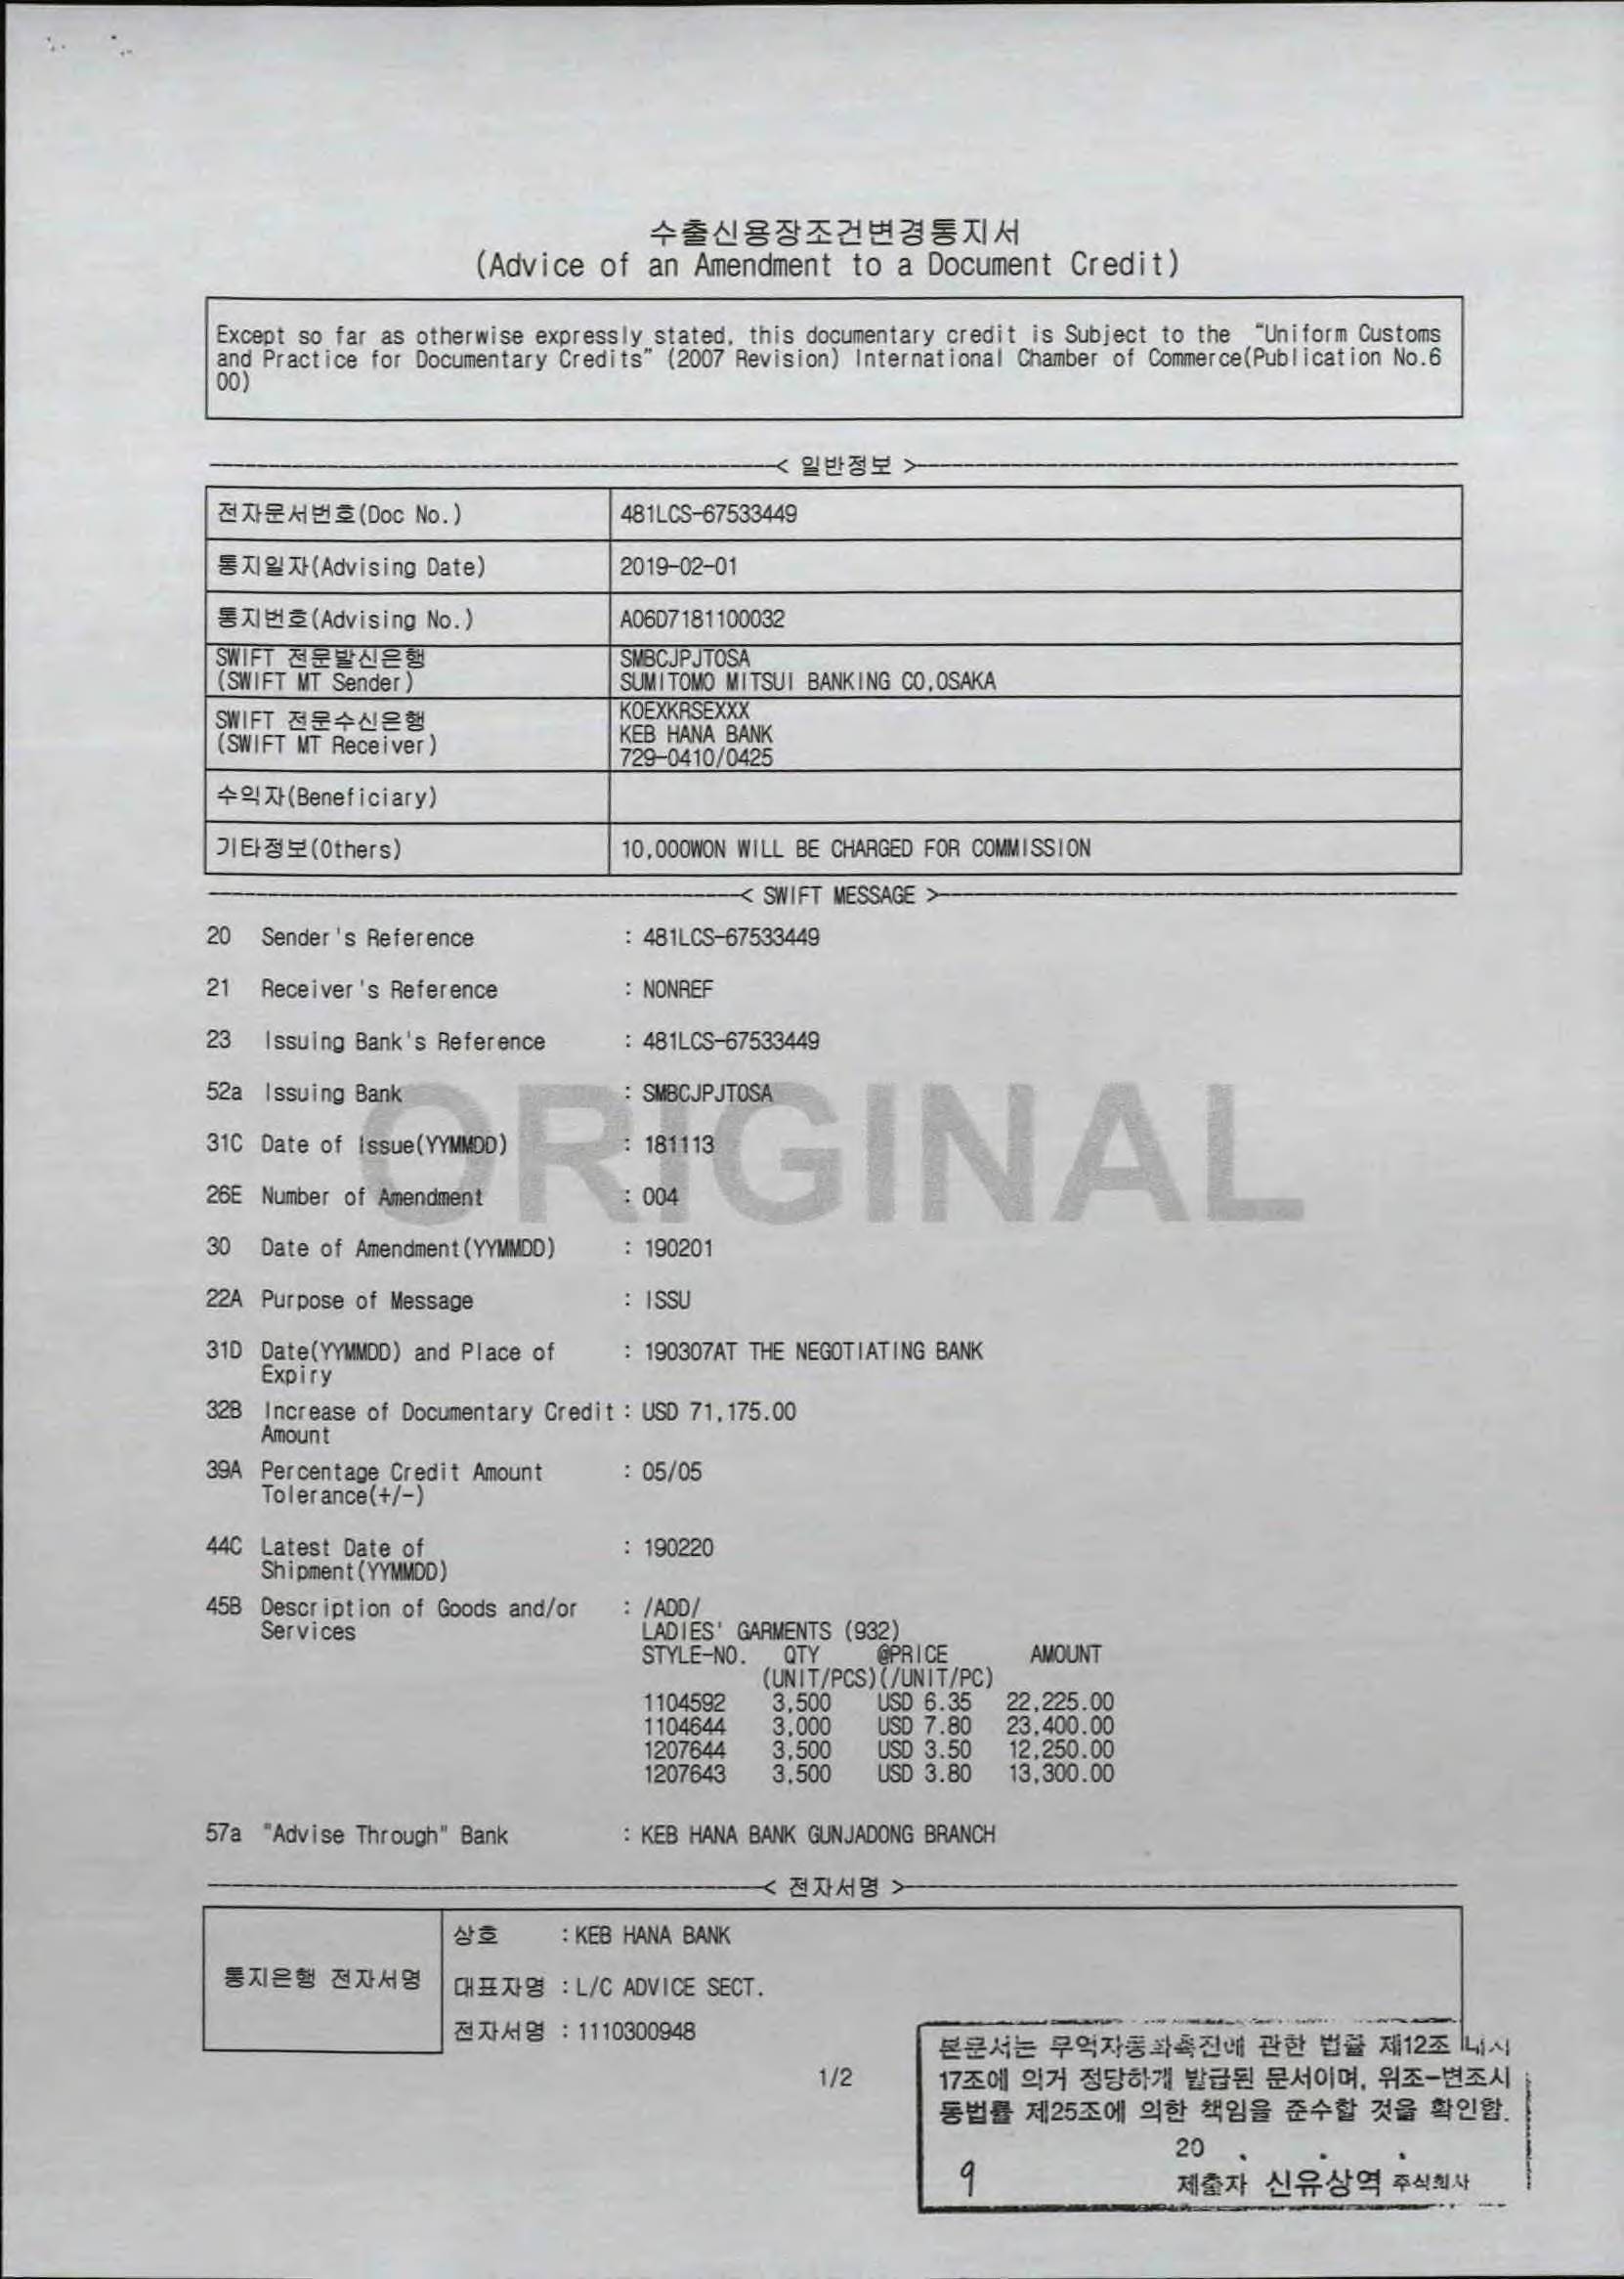 수출신용장조건변경통지서
(Advice of an Amendment to a Document Credit)
Except so far as otherwise expressly stated, this documentary credit is Subject to the "Uniform Customs
and Practice for Documentary Credits" (2007 Revision) International Chamber of Commerce(Publication No.6
00)
< 일반정보 >
전자문서번호(Doc No.) 481LCS-67533449
통지일자(Advising Date) 2019-02-01
통지번호(Advising No.) A06D7181100032
SWIFT 전문발신은행 SMBCJPJTOSA
(SWIFT MT Sender) SUMITOMO MITSUI BANKING CO,OSAKA
KOEXKRSEXXX
SWIFT 전문수신은행 KEB HANA BANK
(SWIFT MT Receiver) 729-0410/0425
수익자(Beneficiary)
기타정보(Others) 10,000WON WILL BE CHARGED FOR COMMISSION
< SWIFT MESSAGE >
20 Sender's Reference : 481LCS-67533449
21 Receiver's Reference : NONREF
23 Issuing Bank's Reference : 481LCS-67533449
52a Issuing Bank : SMBCJPJTOSA
ORIGINAL
31C Date of Issue(YYMMDD) : 181113
26E Number of Amendment : 004
30 Date of Amendment(YYMMDD) : 190201
22A Purpose of Message : ISSU
31D Date(YYMMDD) and Place of : 190307AT THE NEGOTIATING BANK
Expiry
32B Increase of Documentary Credit : USD 71,175.00
Amount
39A Percentage Credit Amount : 05/05
Tolerance(+/-)
44C Latest Date of : 190220
Shipment(YYMMDD)
45B Description of Goods and/or : /ADD/
Services LADIES' GARMENTS (932)
STYLE-NO. QTY @PRICE AMOUNT
(UNIT/PCS)(/UNIT/PC)
1104592 3,500 USD 6.35 22,225.00
1104644 3,000 USD 7.80 23,400.00
1207644 3,500 USD 3.50 12,250.00
1207643 3,500 USD 3.80 13,300.00
57a "Advise Through" Bank : KEB HANA BANK GUNJADONG BRANCH
< 전자서명 >
통지은행 전자서명
상호 : KEB HANA BANK
대표자명 : L/C ADVICE SECT.
전자서명 : 1110300948
1/2
본문서는 무역자동화촉진에 관한 법률 제12조 내지
17조에 의거 정당하게 발급된 문서이며, 위조-변조시
동법률 제25조에 의한 책임을 준수할 것을 확인함.
20 . . .
9 제출자 신유상역 주식회사